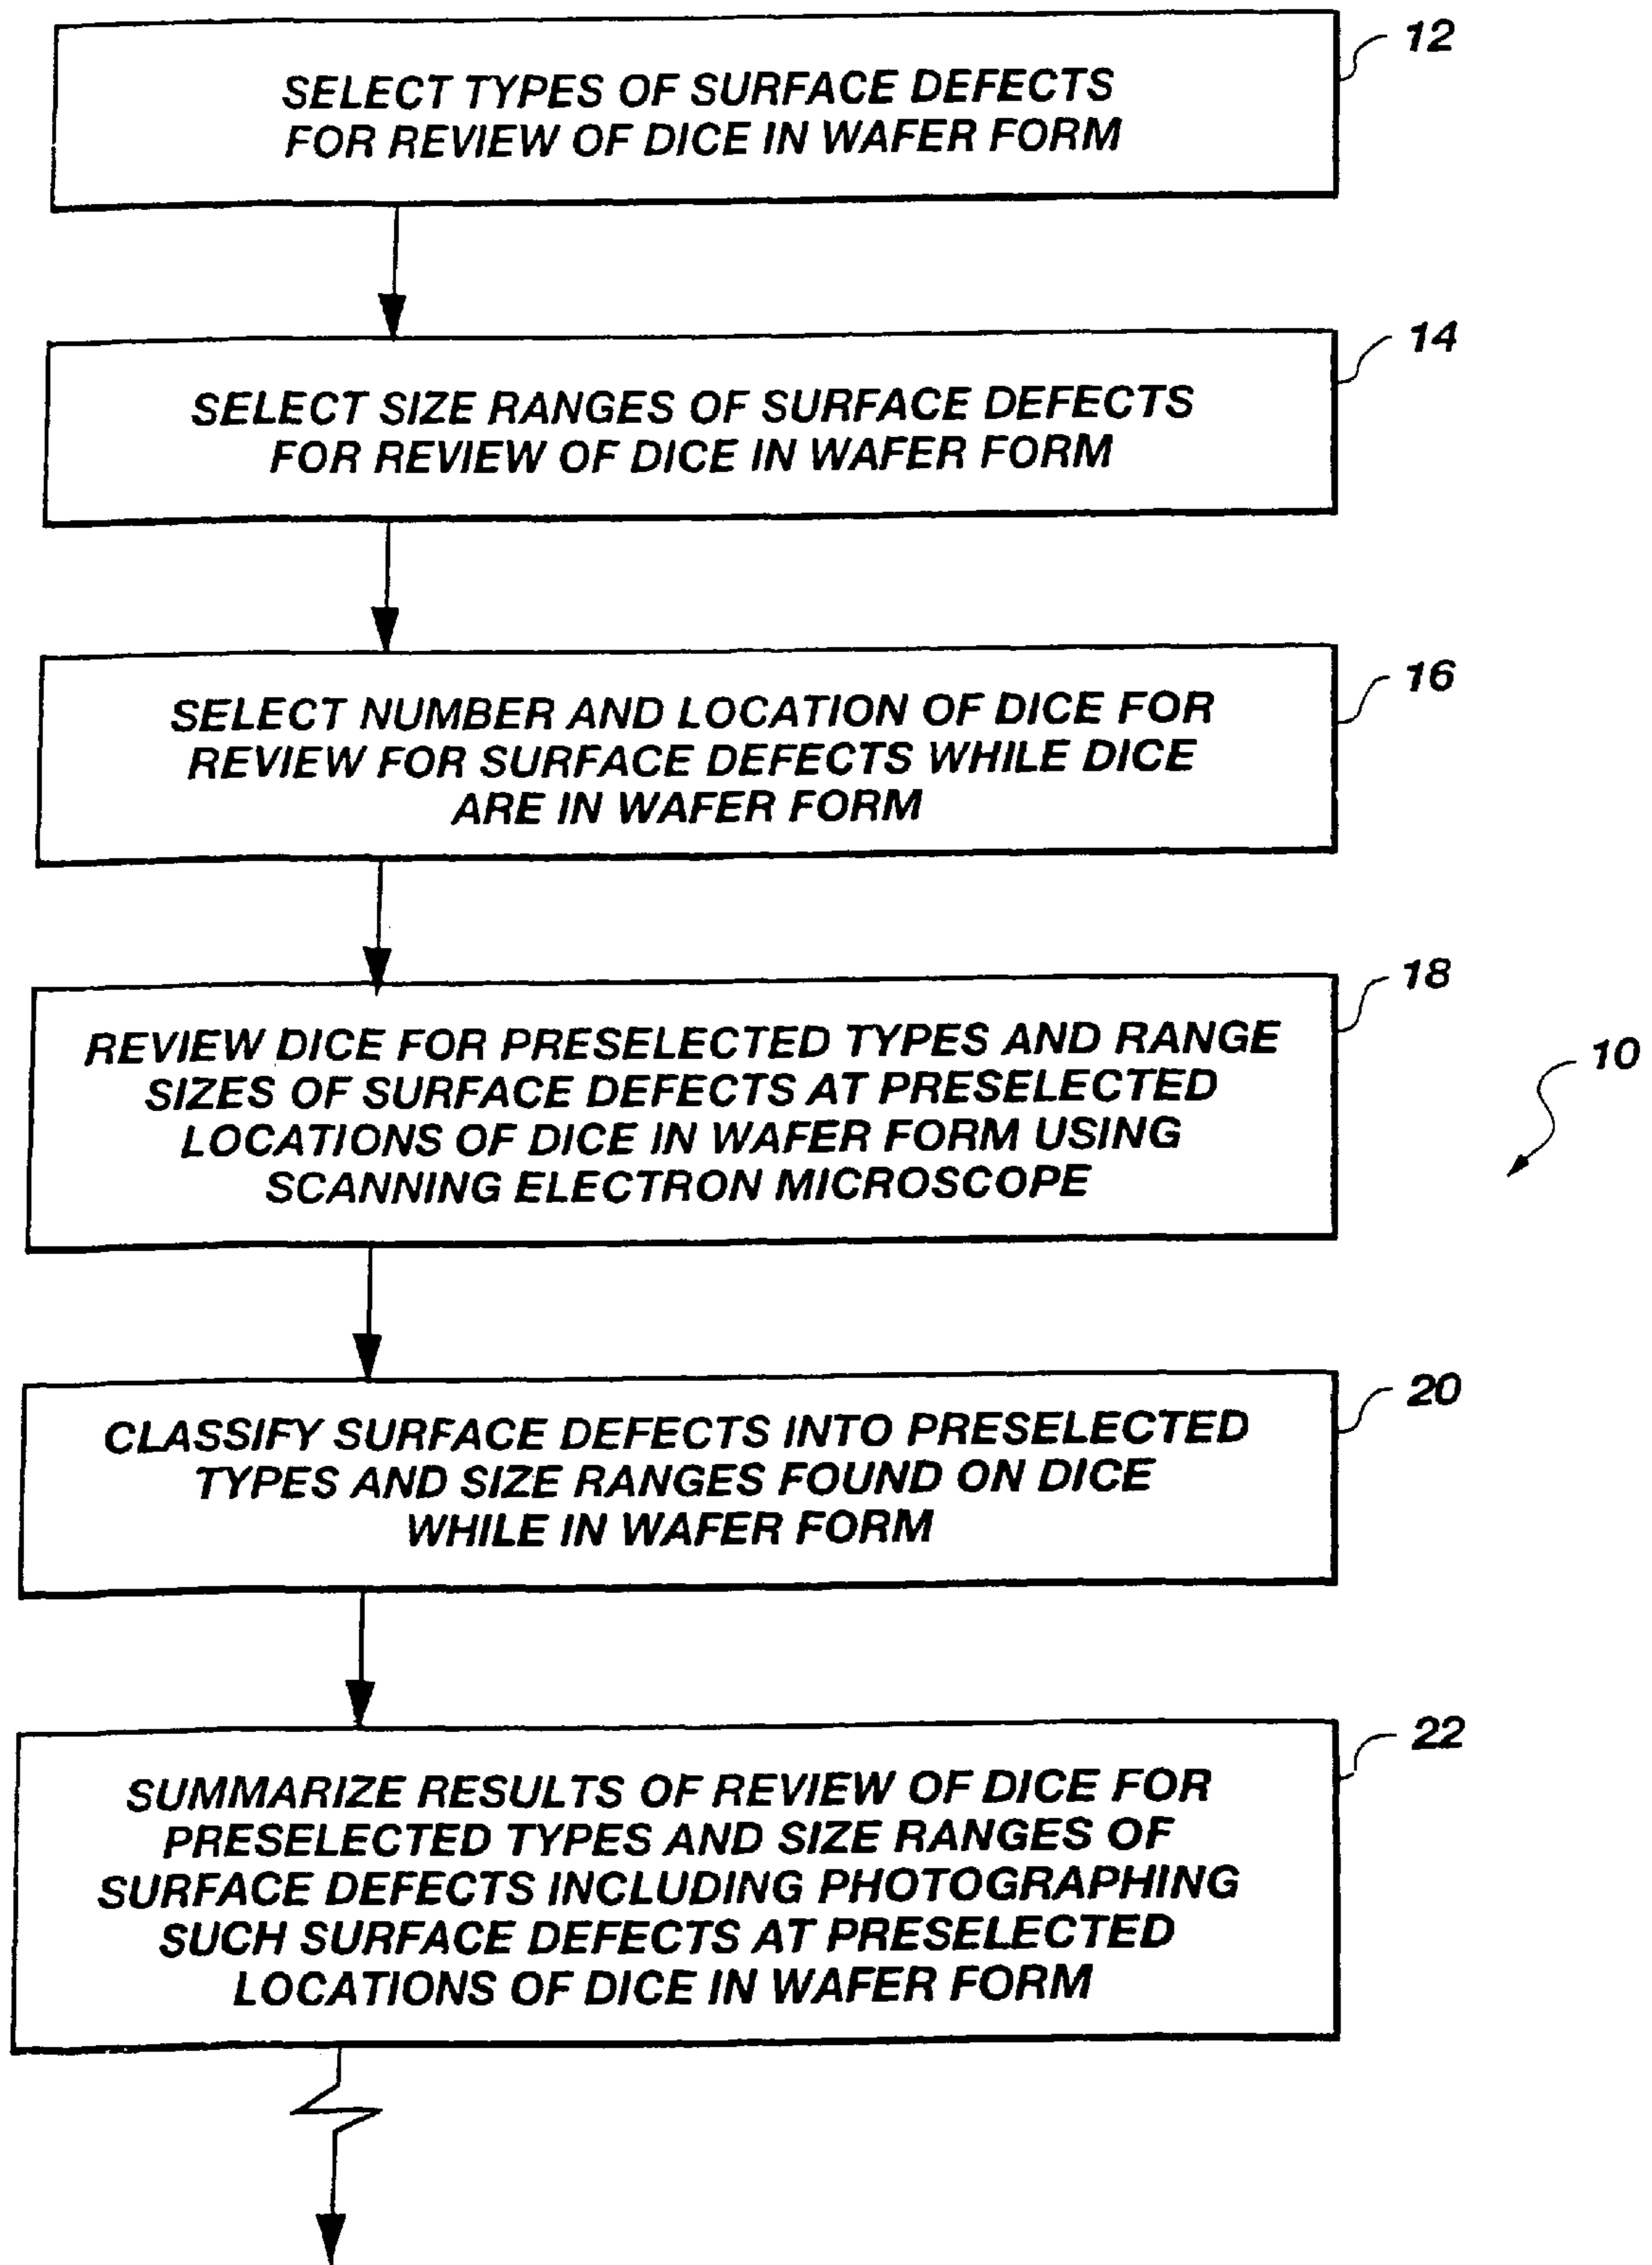 12
SELECT TYPES OF SURFACE DEFECTS
FOR REVIEW OF DICE IN WAFER FORM
14
SELECT SIZE RANGES OF SURFACE DEFECTS
FOR REVIEW OF DICE IN WAFER FORM
16
SELECT NUMBER AND LOCATION OF DICE FOR
REVIEW FOR SURFACE DEFECTS WHILE DICE
ARE IN WAFER FORM
18
REVIEW DICE FOR PRESELECTED TYPES AND RANGE
SIZES OF SURFACE DEFECTS AT PRESELECTED
LOCATIONS OF DICE IN WAFER FORM USING
SCANNING ELECTRON MICROSCOPE
10
20
CLASSIFY SURFACE DEFECTS INTO PRESELECTED
TYPES AND SIZE RANGES FOUND ON DICE
WHILE IN WAFER FORM
22
SUMMARIZE RESULTS OF REVIEW OF DICE FOR
PRESELECTED TYPES AND SIZE RANGES OF
SURFACE DEFECTS INCLUDING PHOTOGRAPHING
SUCH SURFACE DEFECTS AT PRESELECTED
LOCATIONS OF DICE IN WAFER FORM